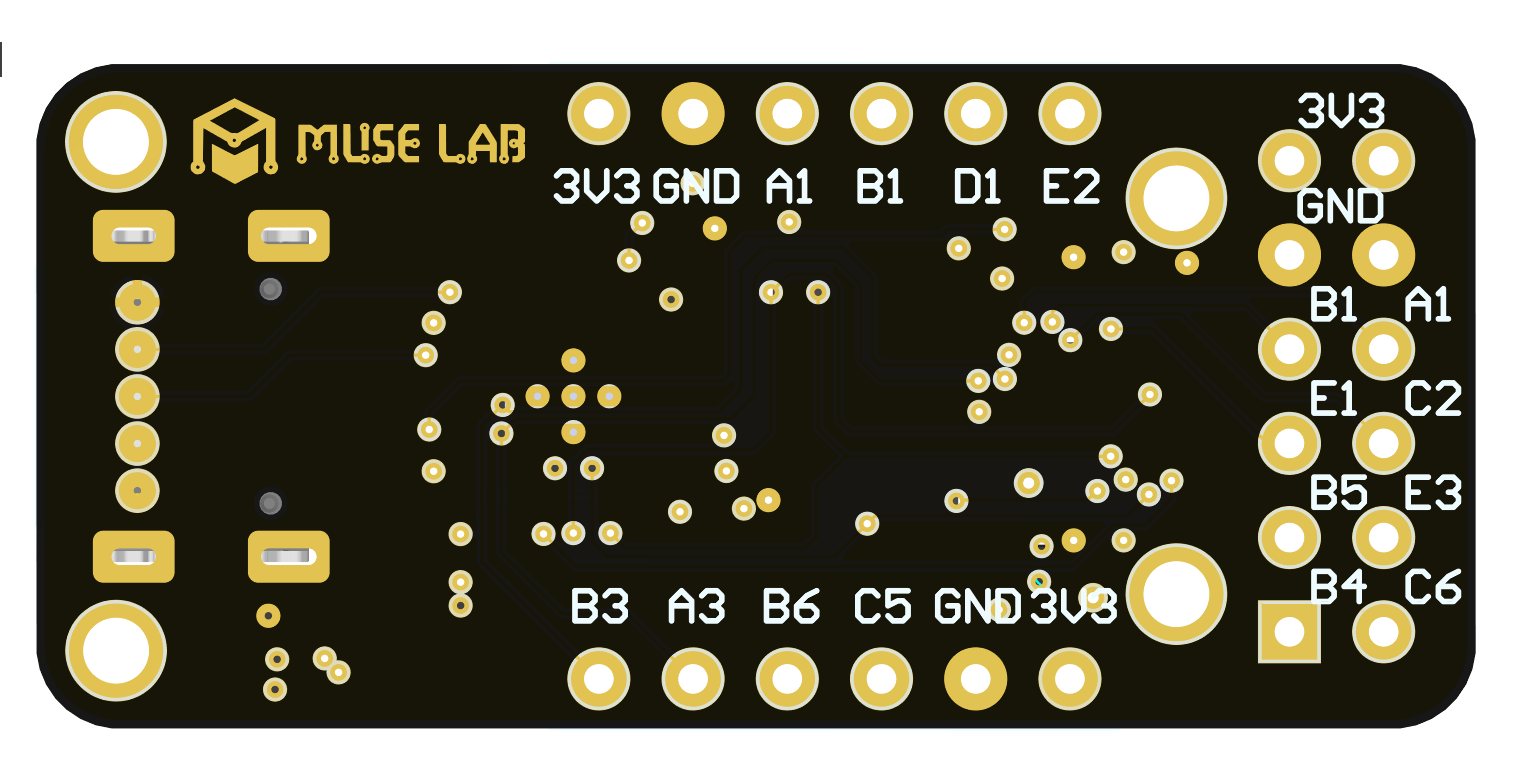 MUSE LAB
3V3 GND A1 B1 D1 E2
3V3
GND
B1 A1
E1 C2
B5 E3
B4 C6
B3 A3 B6 C5 GND 3V3